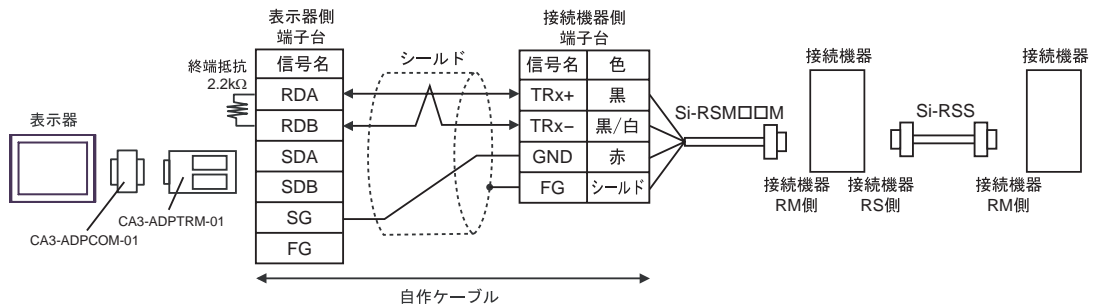 表示器側
端子台
信号名
RDA
RDB
SDA
SDB
SG
FG
終端抵抗
2.2kΩ
シールド
接続機器側
端子台
信号名 色
TRx+ 黒
TRx− 黒/白
GND 赤
FG シールド
Si-RSM□□M
接続機器
Si-RSS
接続機器
表示器
CA3-ADPCOM-01
CA3-ADPTRM-01
接続機器
RM側
接続機器
RS側
接続機器
RM側
自作ケーブル